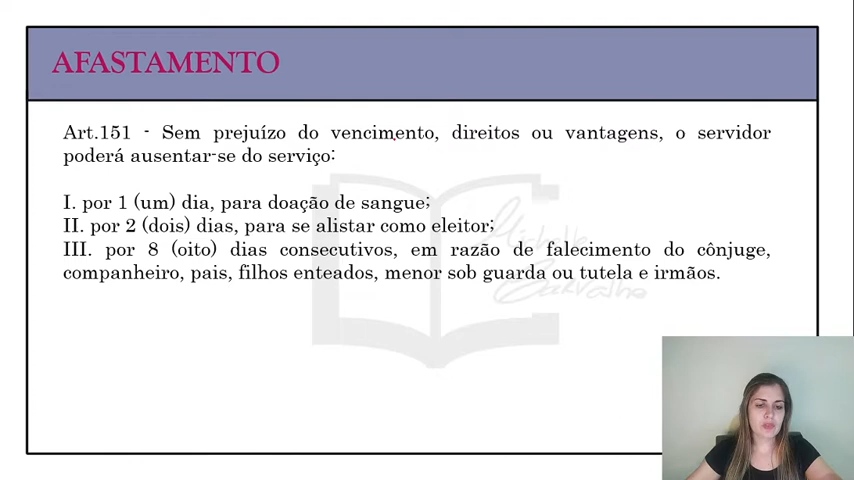 AFASTAMENTO
Art.151 - Sem prejuízo do vencimento, direitos ou vantagens, o servidor
poderá ausentar-se do serviço:
I. por 1 (um) dia, para doação de sangue;
II. por 2 (dois) dias, para se alistar como eleitor;
III. por 8 (oito) dias consecutivos, em razão de falecimento do cônjuge,
companheiro, pais, filhos enteados, menor sob guarda ou tutela e irmãos.
Michelle
Carvalho